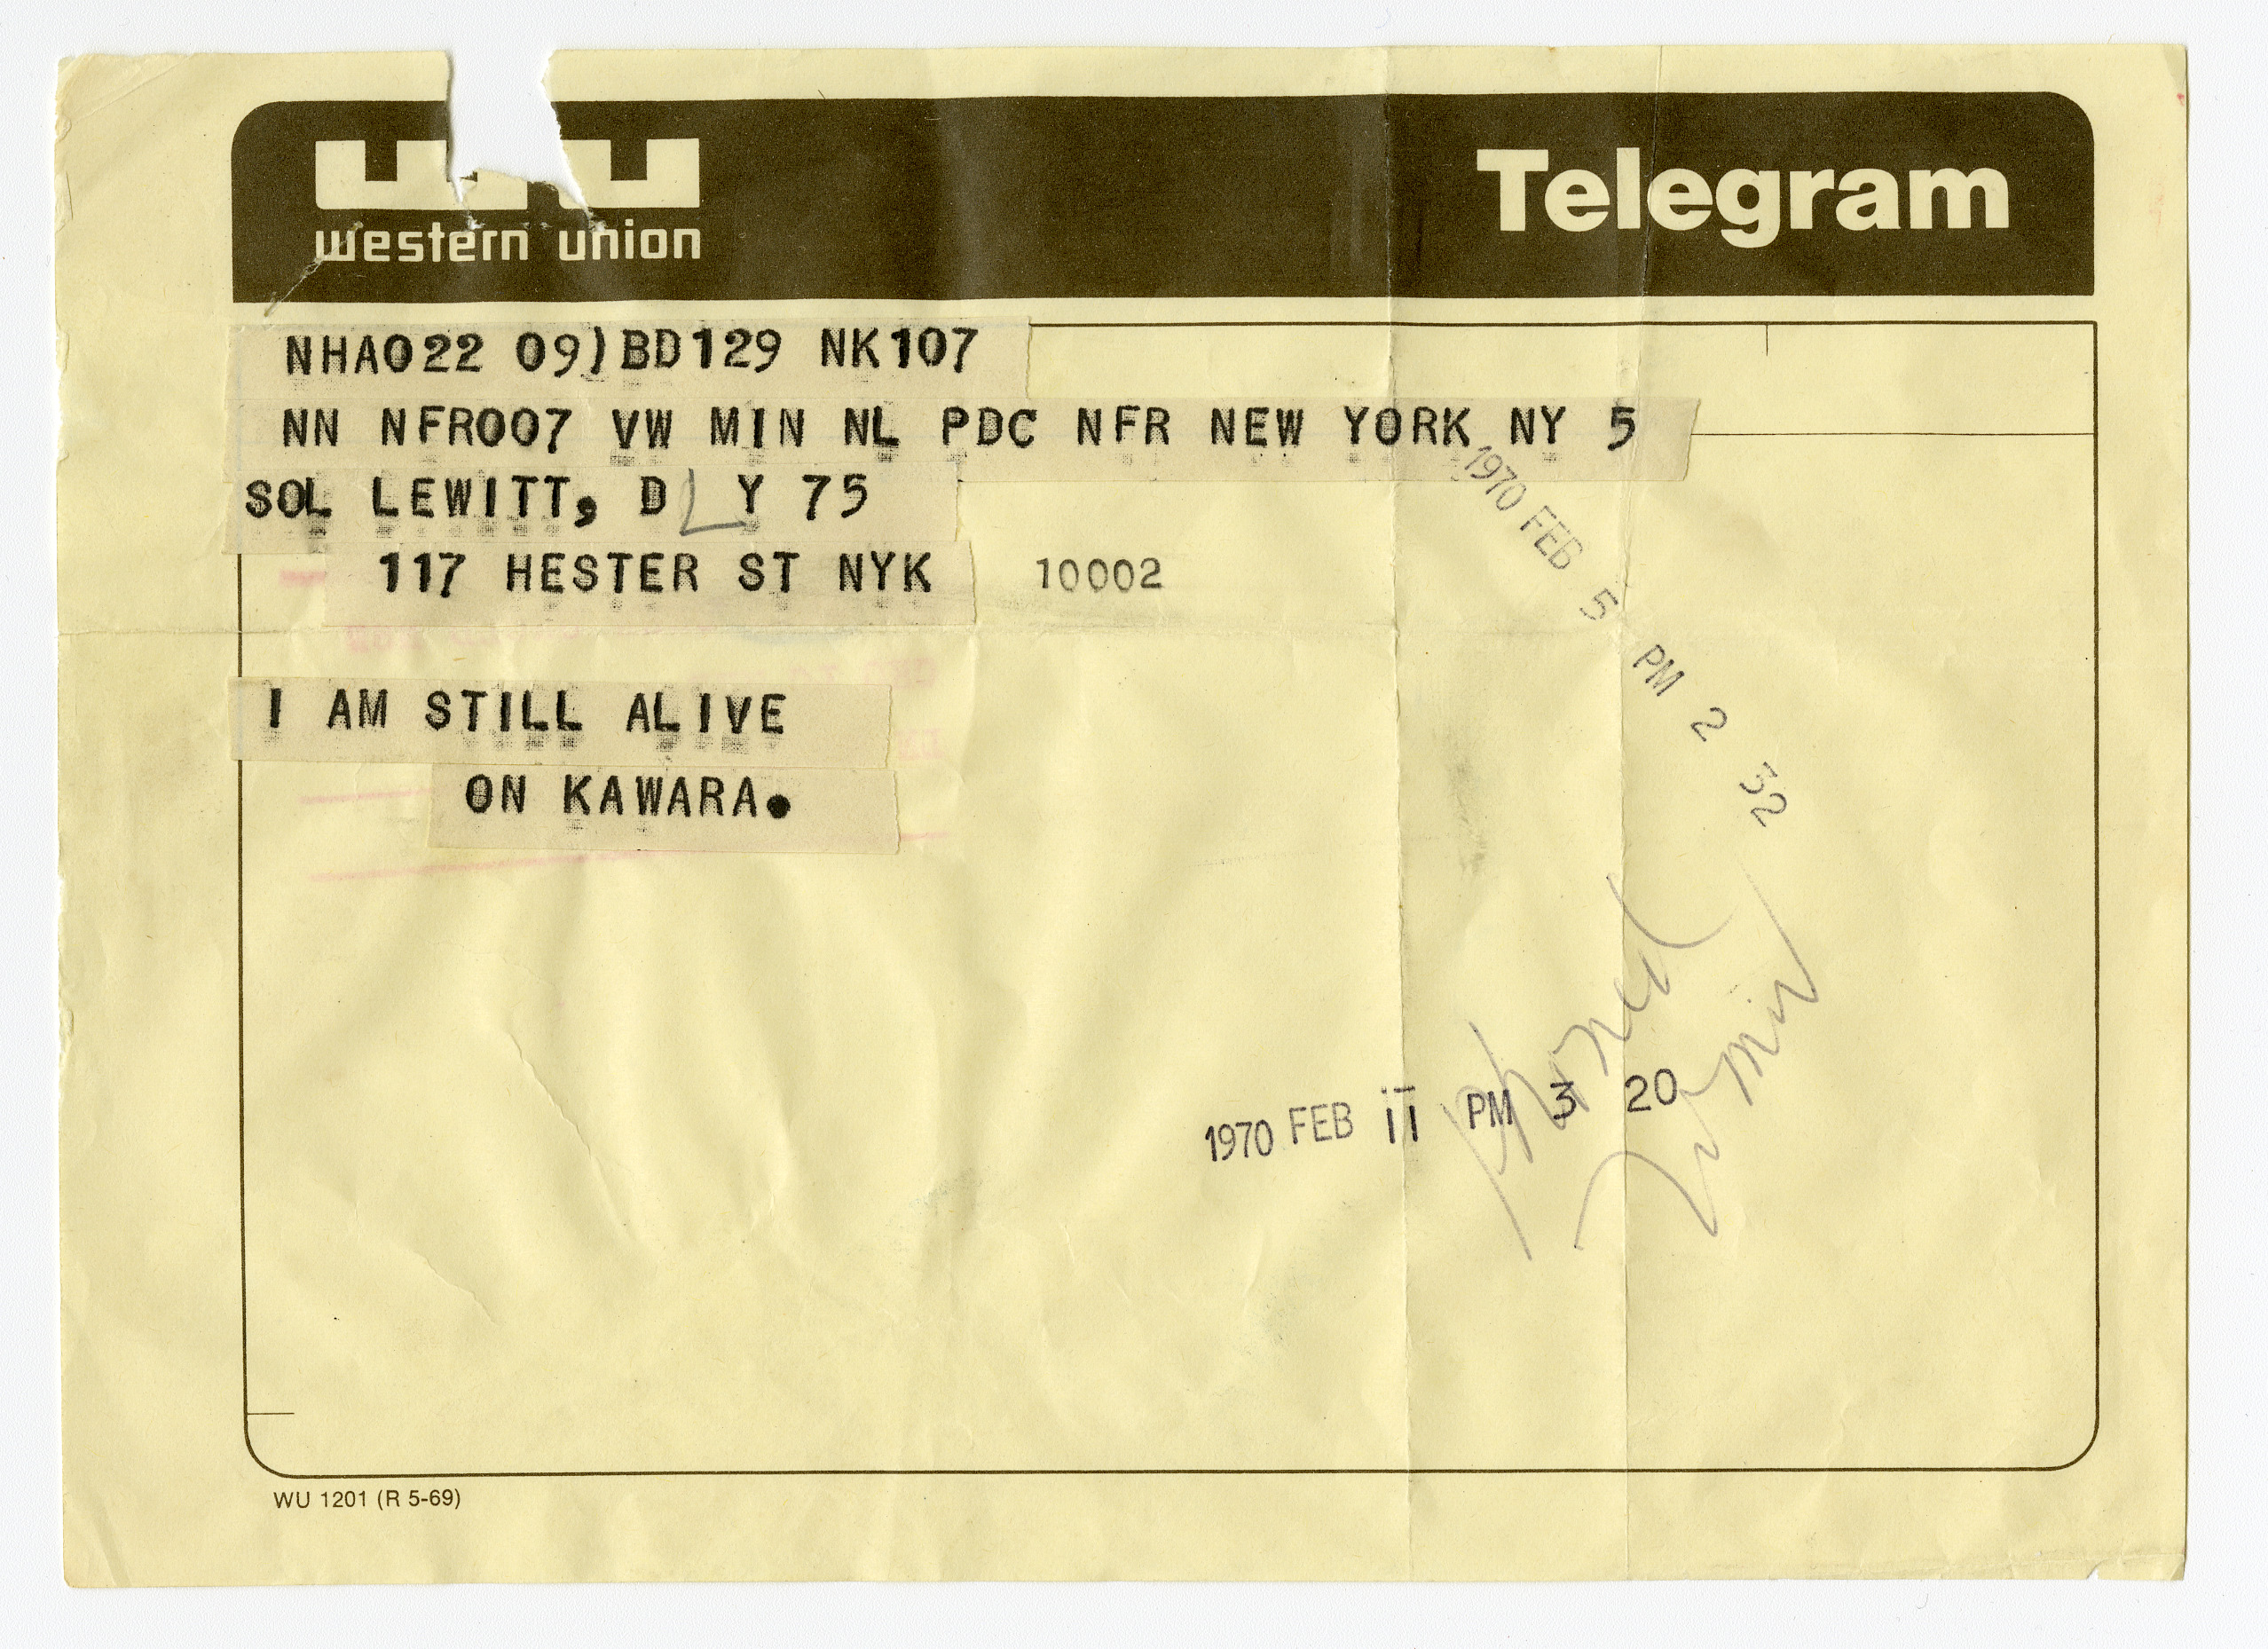 western union
Telegram
NHA022 09)BD129 NK107
NN NFR007 VW MIN NL PDC NFR NEW YORK NY 5
SOL LEWITT, DLY 75
117 HESTER ST NYK 10002
1970 FEB 5 PM 2 32
I AM STILL ALIVE
ON KAWARA.
phoned
1970 FEB 11 PM 3 20
WU 1201 (R 5-69)